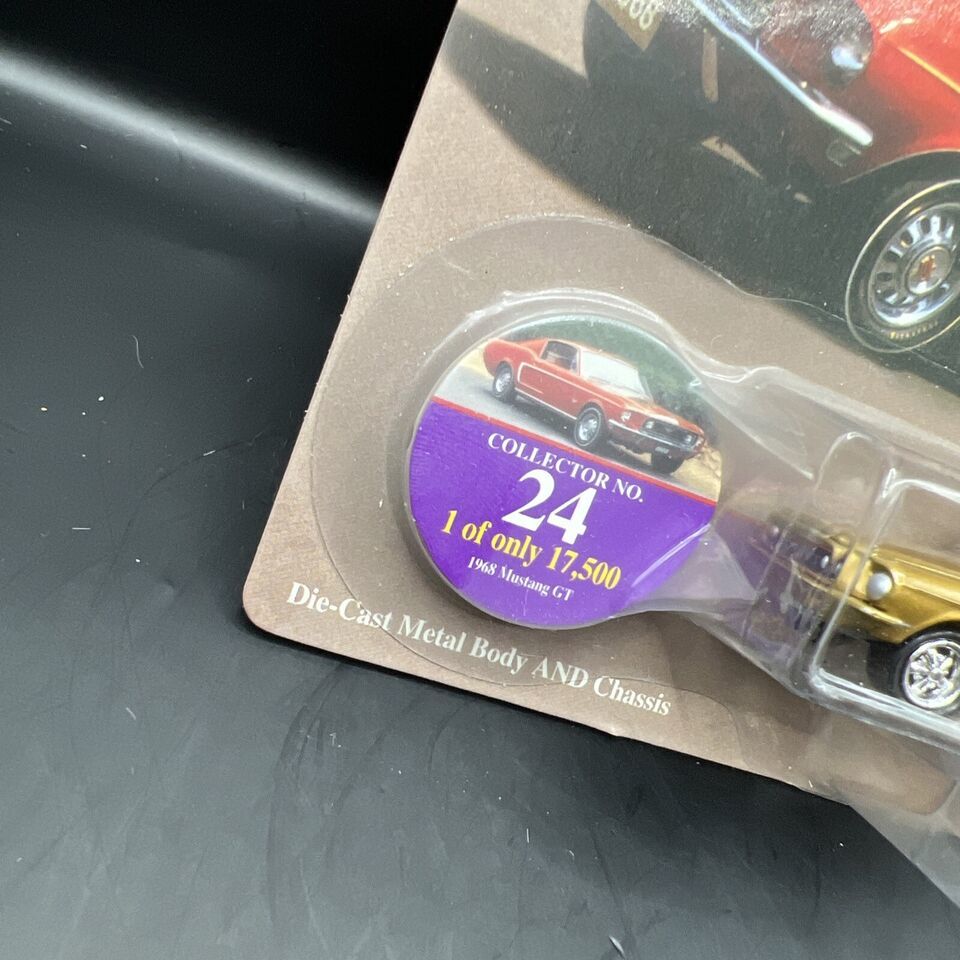 COLLECTOR NO.
24
1 of only 17,500
1968 Mustang GT
Die-Cast Metal Body AND Chassis